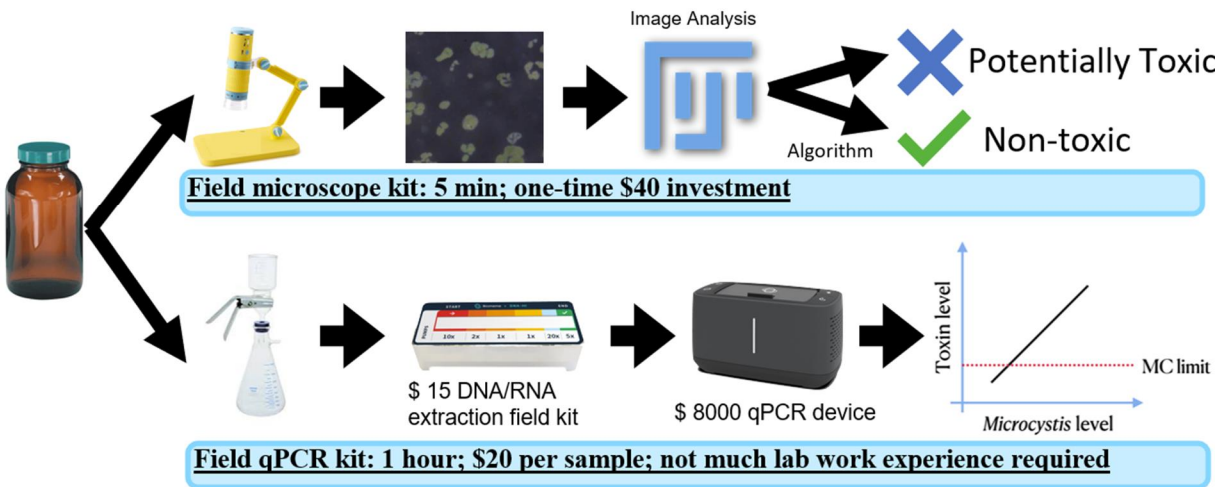 Image Analysis
Potentially Toxic
Algorithm
Non-toxic
Field microscope kit: 5 min; one-time $40 investment
START
END
10x 2x 1x 1x 20x 5x
$ 15 DNA/RNA
extraction field kit
$ 8000 qPCR device
Toxin level
MC limit
Microcystis level
Field qPCR kit: 1 hour; $20 per sample; not much lab work experience required